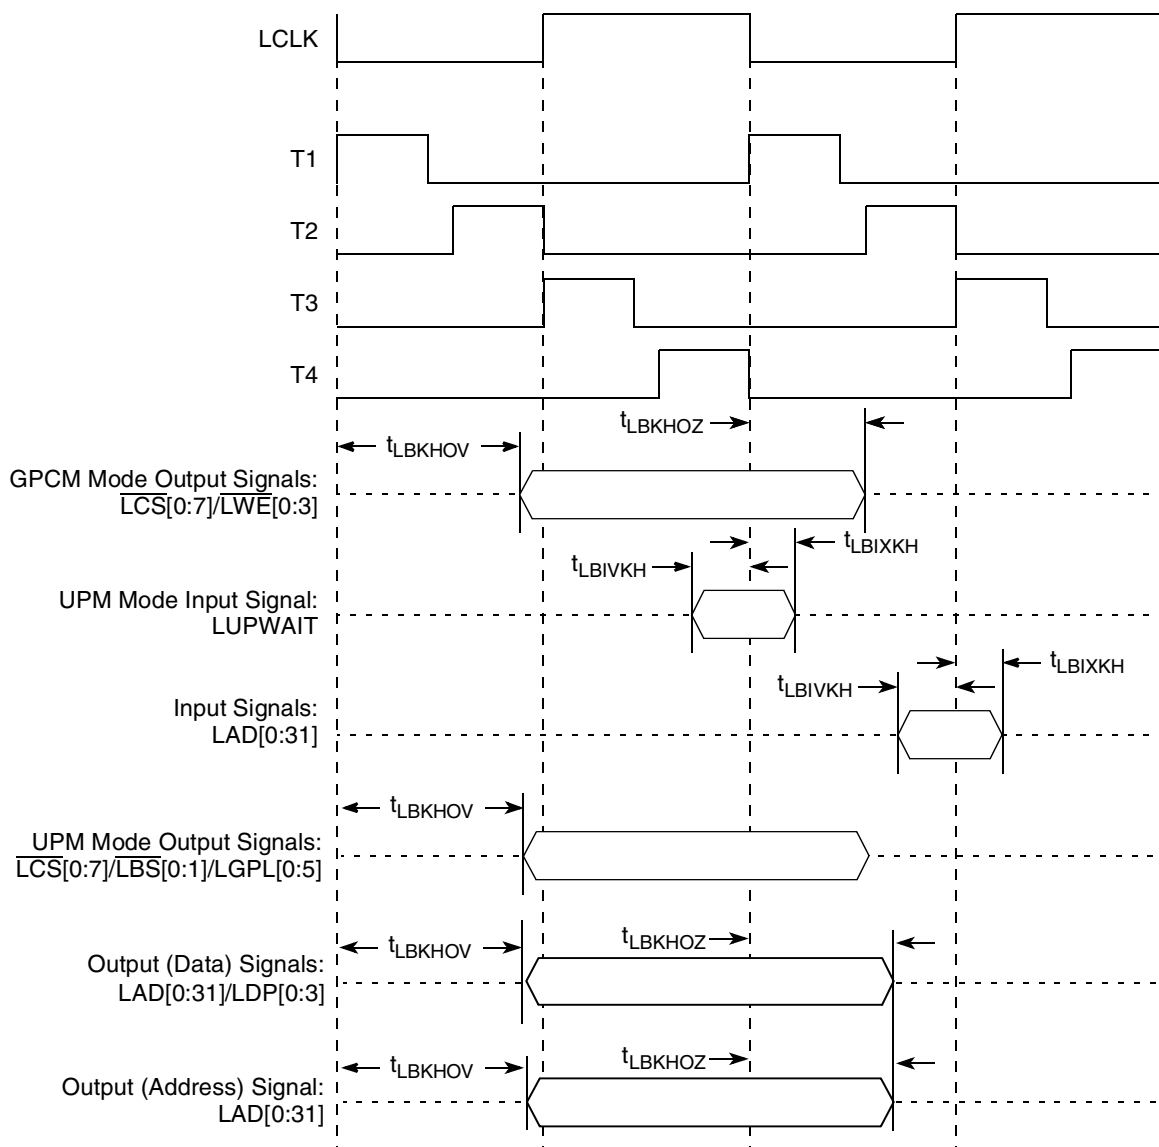 LCLK
T1
T2
T3
T4
tLBKHOZ
tLBKHOV
GPCM Mode Output Signals:
LCS[0:7]/LWE[0:3]
tLBIXKH
tLBIVKH
UPM Mode Input Signal:
LUPWAIT
tLBIXKH
tLBIVKH
Input Signals:
LAD[0:31]
tLBKHOV
UPM Mode Output Signals:
LCS[0:7]/LBS[0:1]/LGPL[0:5]
tLBKHOV
tLBKHOZ
Output (Data) Signals:
LAD[0:31]/LDP[0:3]
tLBKHOV
tLBKHOZ
Output (Address) Signal:
LAD[0:31]